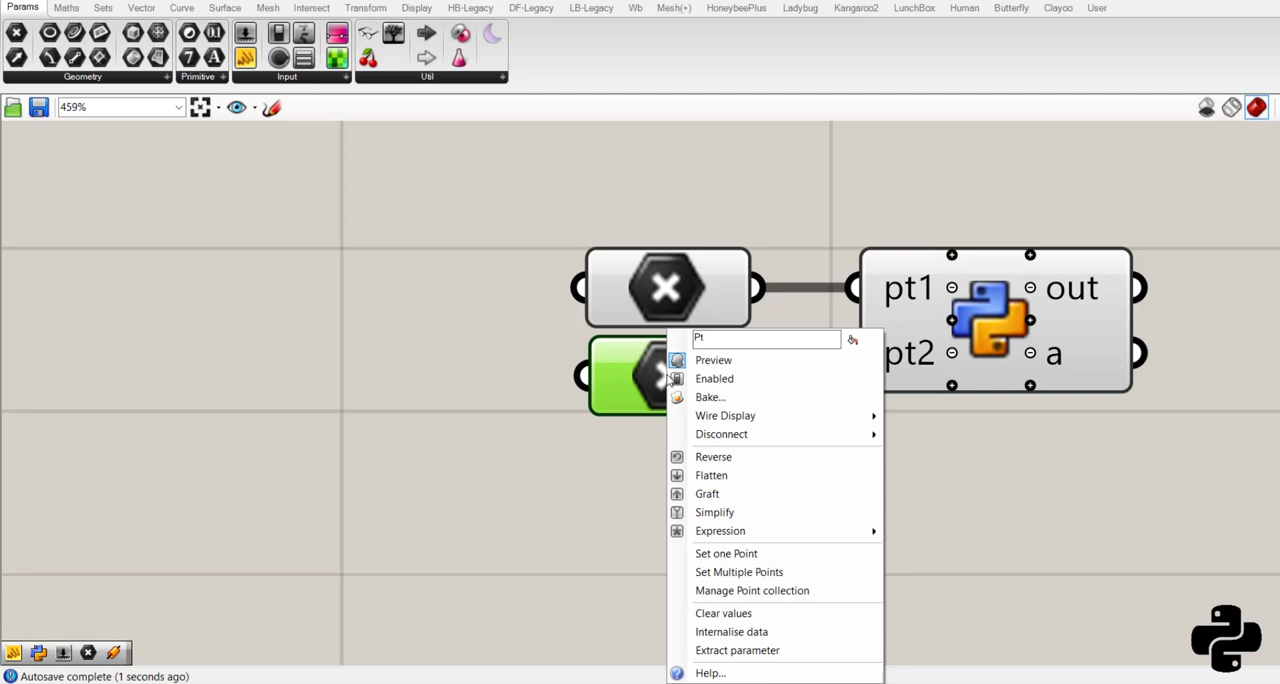 Params Maths Sets Vector Curve Surface Mesh Intersect Transform Display HB-Legacy DF-Legacy LB-Legacy Wb Mesh(+) HoneybeePlus Ladybug Kangaroo2 LunchBox Human Butterfly Clayoo User
Geometry Primitive Input Util
459%
pt1 out
pt2 a
Pt
Preview
Enabled
Bake...
Wire Display
Disconnect
Reverse
Flatten
Graft
Simplify
Expression
Set one Point
Set Multiple Points
Manage Point collection
Clear values
Internalise data
Extract parameter
Help...
Autosave complete (1 seconds ago)